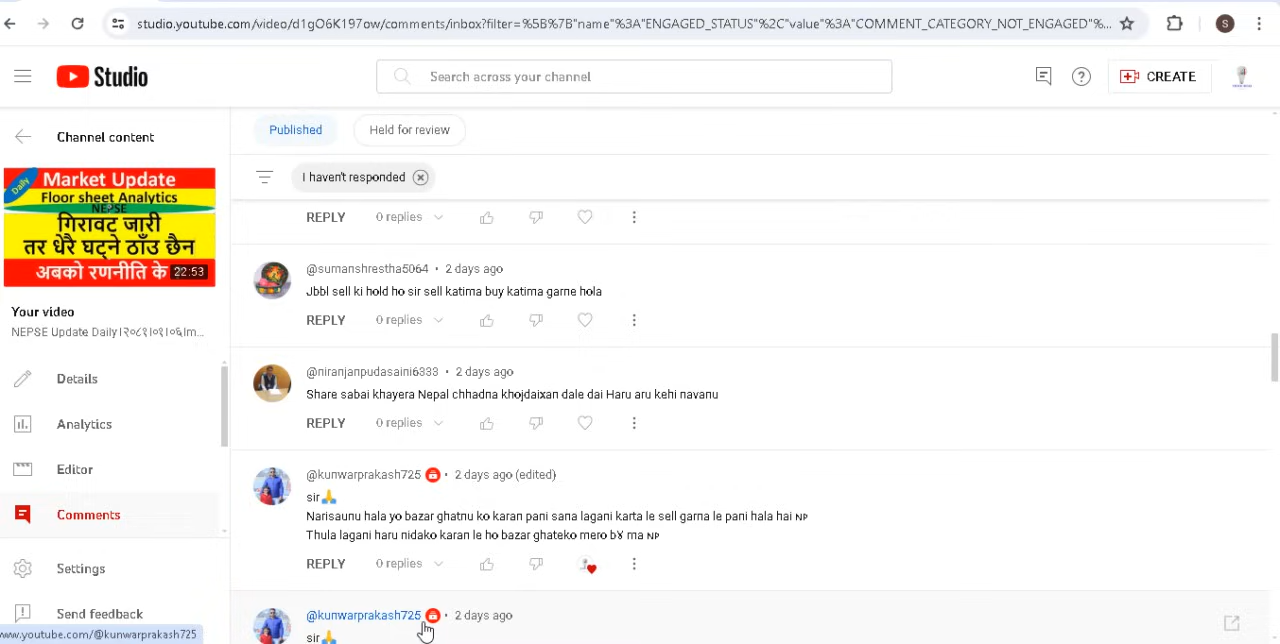 studio.youtube.com/video/d1gO6K197ow/comments/inbox?filter=%5B%7B"name"%3A"ENGAGED_STATUS"%2C"value"%3A"COMMENT_CATEGORY_NOT_ENGAGED"%...
S
Studio
Search across your channel
CREATE
Channel content
Daily
Market Update
Floor sheet Analytics
NEPSE
गिरावट जारी
तर धेरै घट्ने ठाँउ छैन
अबको रणनीति के
22:53
Your video
NEPSE Update Daily।२०८१।०१।०६।m...
Details
Analytics
Editor
Comments
Settings
Send feedback
www.youtube.com/@kunwarprakash725
Published
Held for review
I haven't responded
REPLY 0 replies
@sumanshrestha5064 • 2 days ago
Jbbl sell ki hold ho sir sell katima buy katima garne hola
REPLY 0 replies
@niranjanpudasaini6333 • 2 days ago
Share sabai khayera Nepal chhadna khojdaixan dale dai Haru aru kehi navanu
REPLY 0 replies
@kunwarprakash725 • 2 days ago (edited)
sir🙏
Narisaunu hala yo bazar ghatnu ko karan pani sana lagani karta le sell garna le pani hala hai NP
Thula lagani haru nidako karan le ho bazar ghateko mero ma NP
REPLY 0 replies
@kunwarprakash725 • 2 days ago
sir🙏